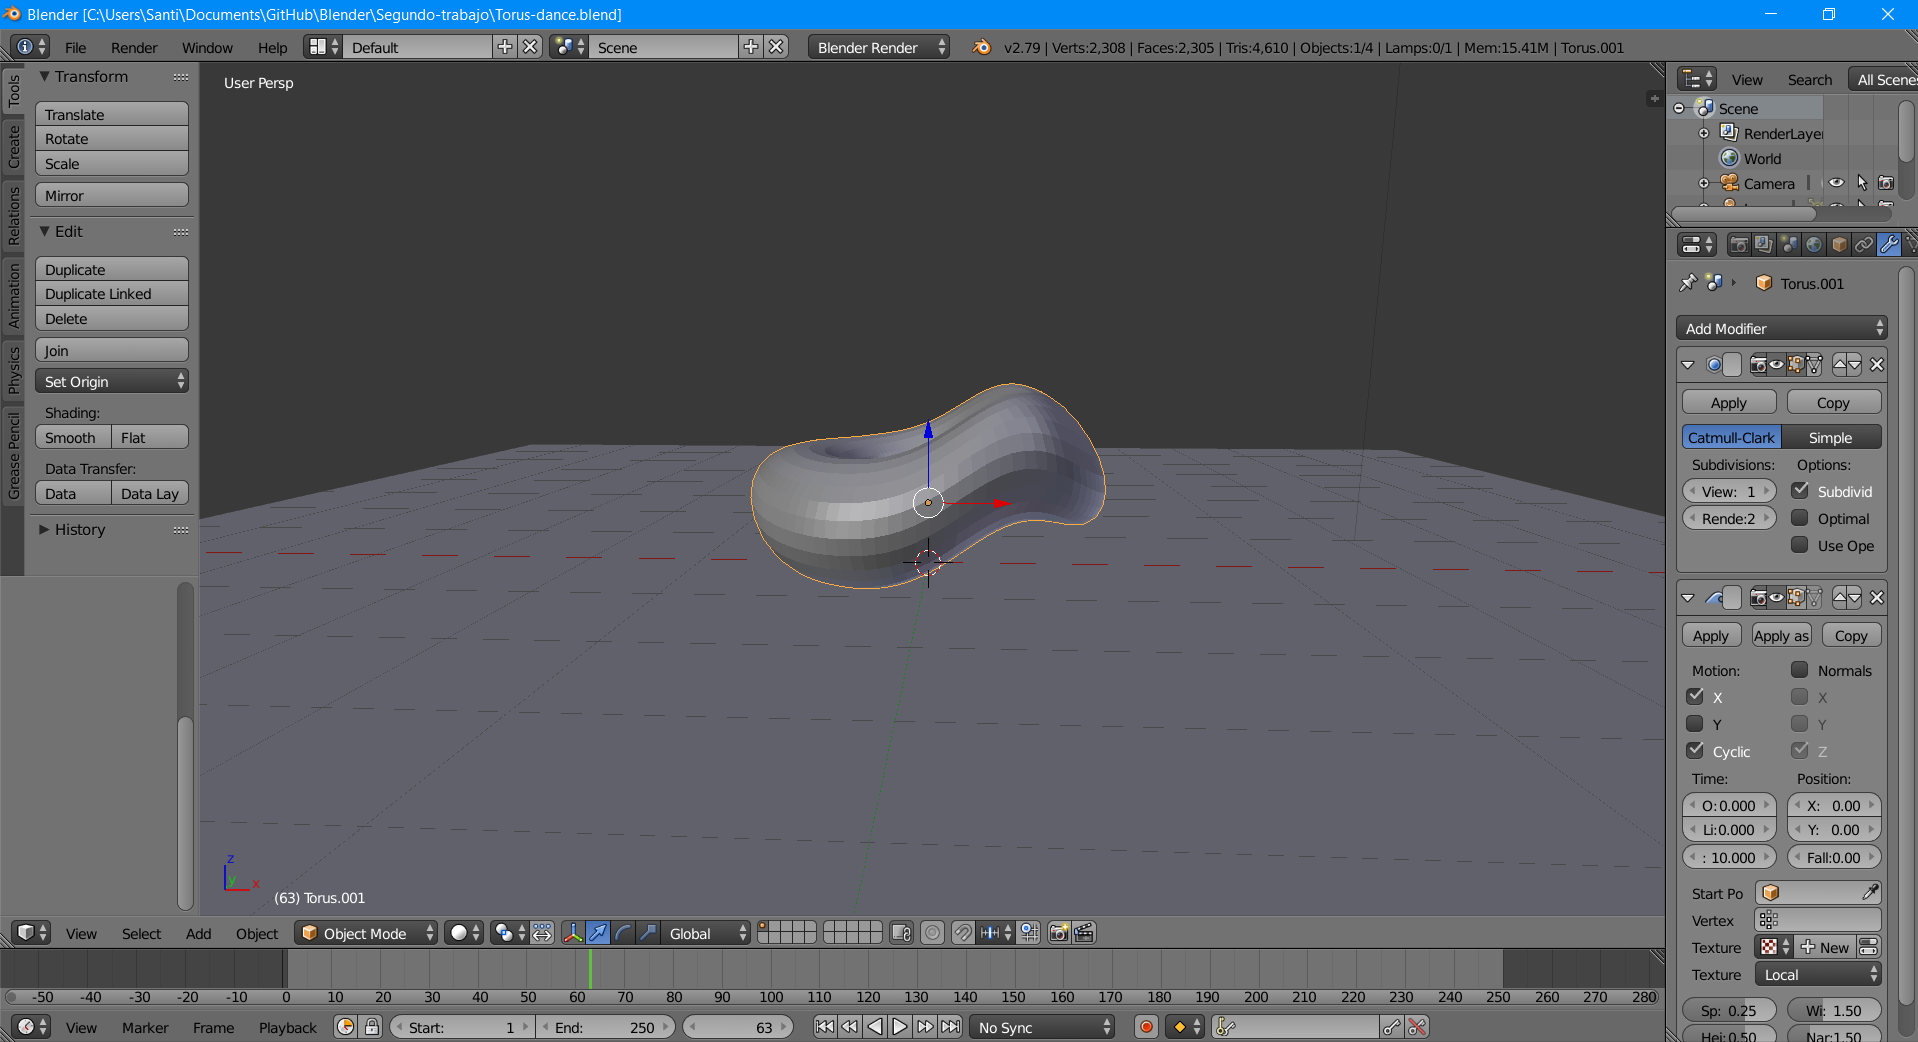 Blender [C:\Users\Santi\Documents\GitHub\Blender\Segundo-trabajo\Torus-dance.blend]
File Render Window Help Default Scene Blender Render v2.79 | Verts:2,308 | Faces:2,305 | Tris:4,610 | Objects:1/4 | Lamps:0/1 | Mem:15.41M | Torus.001
Tools
Create
Relations
Animation
Physics
Grease Pencil
Transform
Translate
Rotate
Scale
Mirror
Edit
Duplicate
Duplicate Linked
Delete
Join
Set Origin
Shading:
Smooth Flat
Data Transfer:
Data Data Lay
History
User Persp
z
y
x
(63) Torus.001
View Search All Scene
Scene
RenderLaye
World
Camera
Torus.001
Add Modifier
Apply Copy
Catmull-Clark Simple
Subdivisions: Options:
View: 1 Subdivid
Rende:2 Optimal
Use Ope
Apply Apply as Copy
Motion: Normals
X X
Y Y
Cyclic Z
Time: Position:
O:0.000 X: 0.00
Li:0.000 Y: 0.00
: 10.000 Fall:0.00
Start Po
Vertex
Texture New
Texture Local
Sp: 0.25 Wi: 1.50
Hei:0.50 Nar:1.50
View Select Add Object Object Mode Global
-50 -40 -30 -20 -10 0 10 20 30 40 50 60 70 80 90 100 110 120 130 140 150 160 170 180 190 200 210 220 230 240 250 260 270 280
View Marker Frame Playback Start: 1 End: 250 63 No Sync